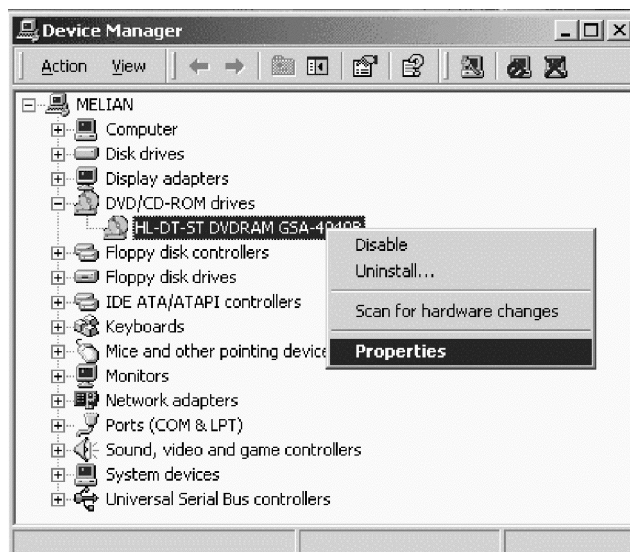 Device Manager
Action View
MELIAN
Computer
Disk drives
Display adapters
DVD/CD-ROM drives
HL-DT-ST DVDRAM GSA-4040B
Disable
Floppy disk controllers
Uninstall...
Floppy disk drives
IDE ATA/ATAPI controllers
Scan for hardware changes
Keyboards
Mice and other pointing device
Properties
Monitors
Network adapters
Ports (COM & LPT)
Sound, video and game controllers
System devices
Universal Serial Bus controllers